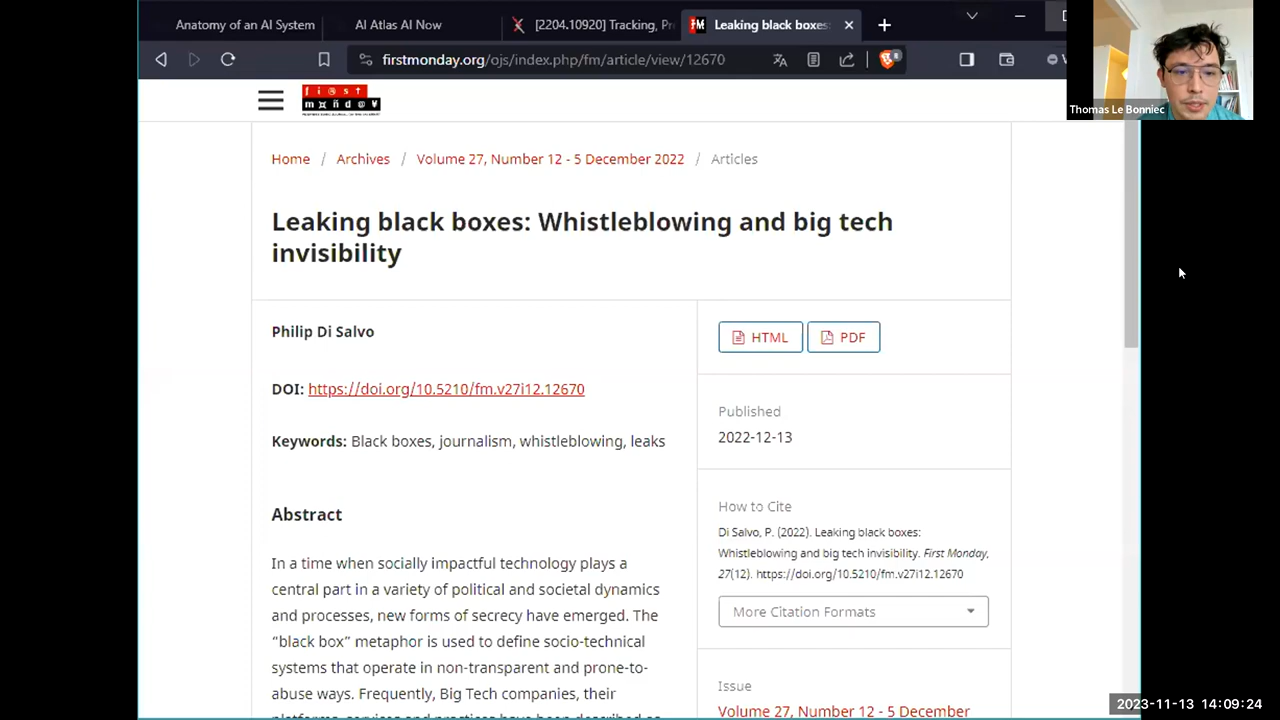 Anatomy of an AI System
AI Atlas AI Now
[2204.10920] Tracking, Pr
Leaking black boxes:
firstmonday.org/ojs/index.php/fm/article/view/12670
Thomas Le Bonniec
Home / Archives / Volume 27, Number 12 - 5 December 2022 / Articles
Leaking black boxes: Whistleblowing and big tech
invisibility
Philip Di Salvo
DOI: https://doi.org/10.5210/fm.v27i12.12670
Keywords: Black boxes, journalism, whistleblowing, leaks
Abstract
In a time when socially impactful technology plays a
central part in a variety of political and societal dynamics
and processes, new forms of secrecy have emerged. The
“black box” metaphor is used to define socio-technical
systems that operate in non-transparent and prone-to-
abuse ways. Frequently, Big Tech companies, their
platforms, services and practices have been described as
HTML
PDF
Published
2022-12-13
How to Cite
Di Salvo, P. (2022). Leaking black boxes:
Whistleblowing and big tech invisibility. First Monday,
27(12). https://doi.org/10.5210/fm.v27i12.12670
More Citation Formats
Issue
Volume 27, Number 12 - 5 December
2023-11-13 14:09:24